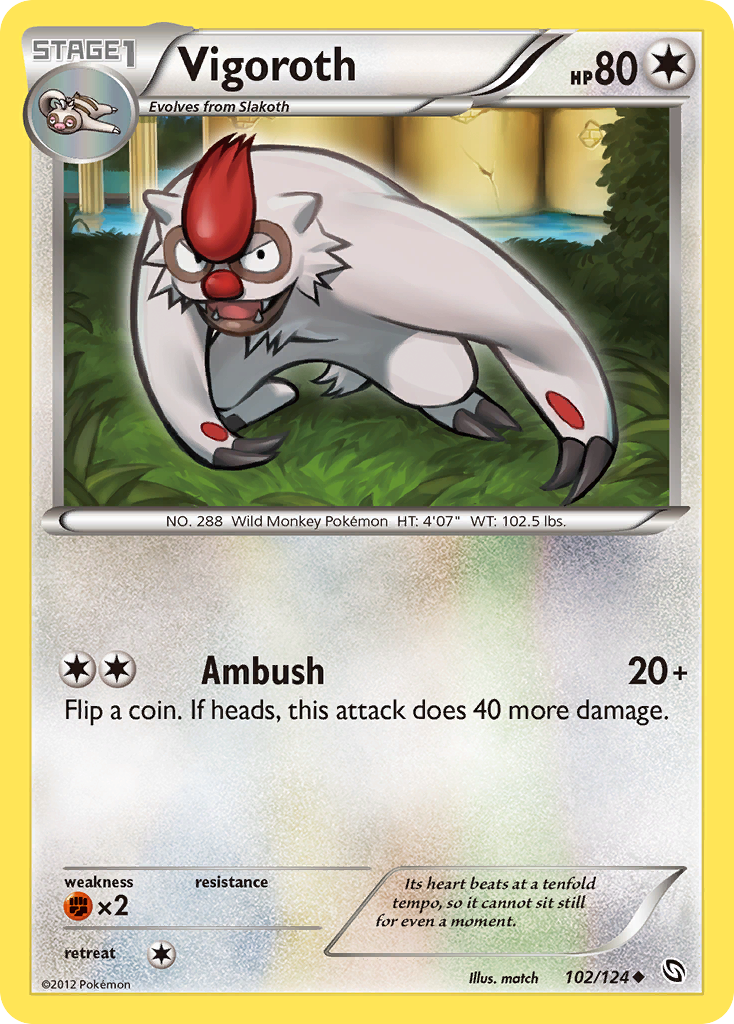 STAGE1
Vigoroth
HP80
Evolves from Slakoth
NO. 288 Wild Monkey Pokémon HT: 4'07" WT: 102.5 lbs.
Ambush 20+
Flip a coin. If heads, this attack does 40 more damage.
weakness resistance
×2
retreat
Its heart beats at a tenfold
tempo, so it cannot sit still
for even a moment.
©2012 Pokémon
Illus. match 102/124